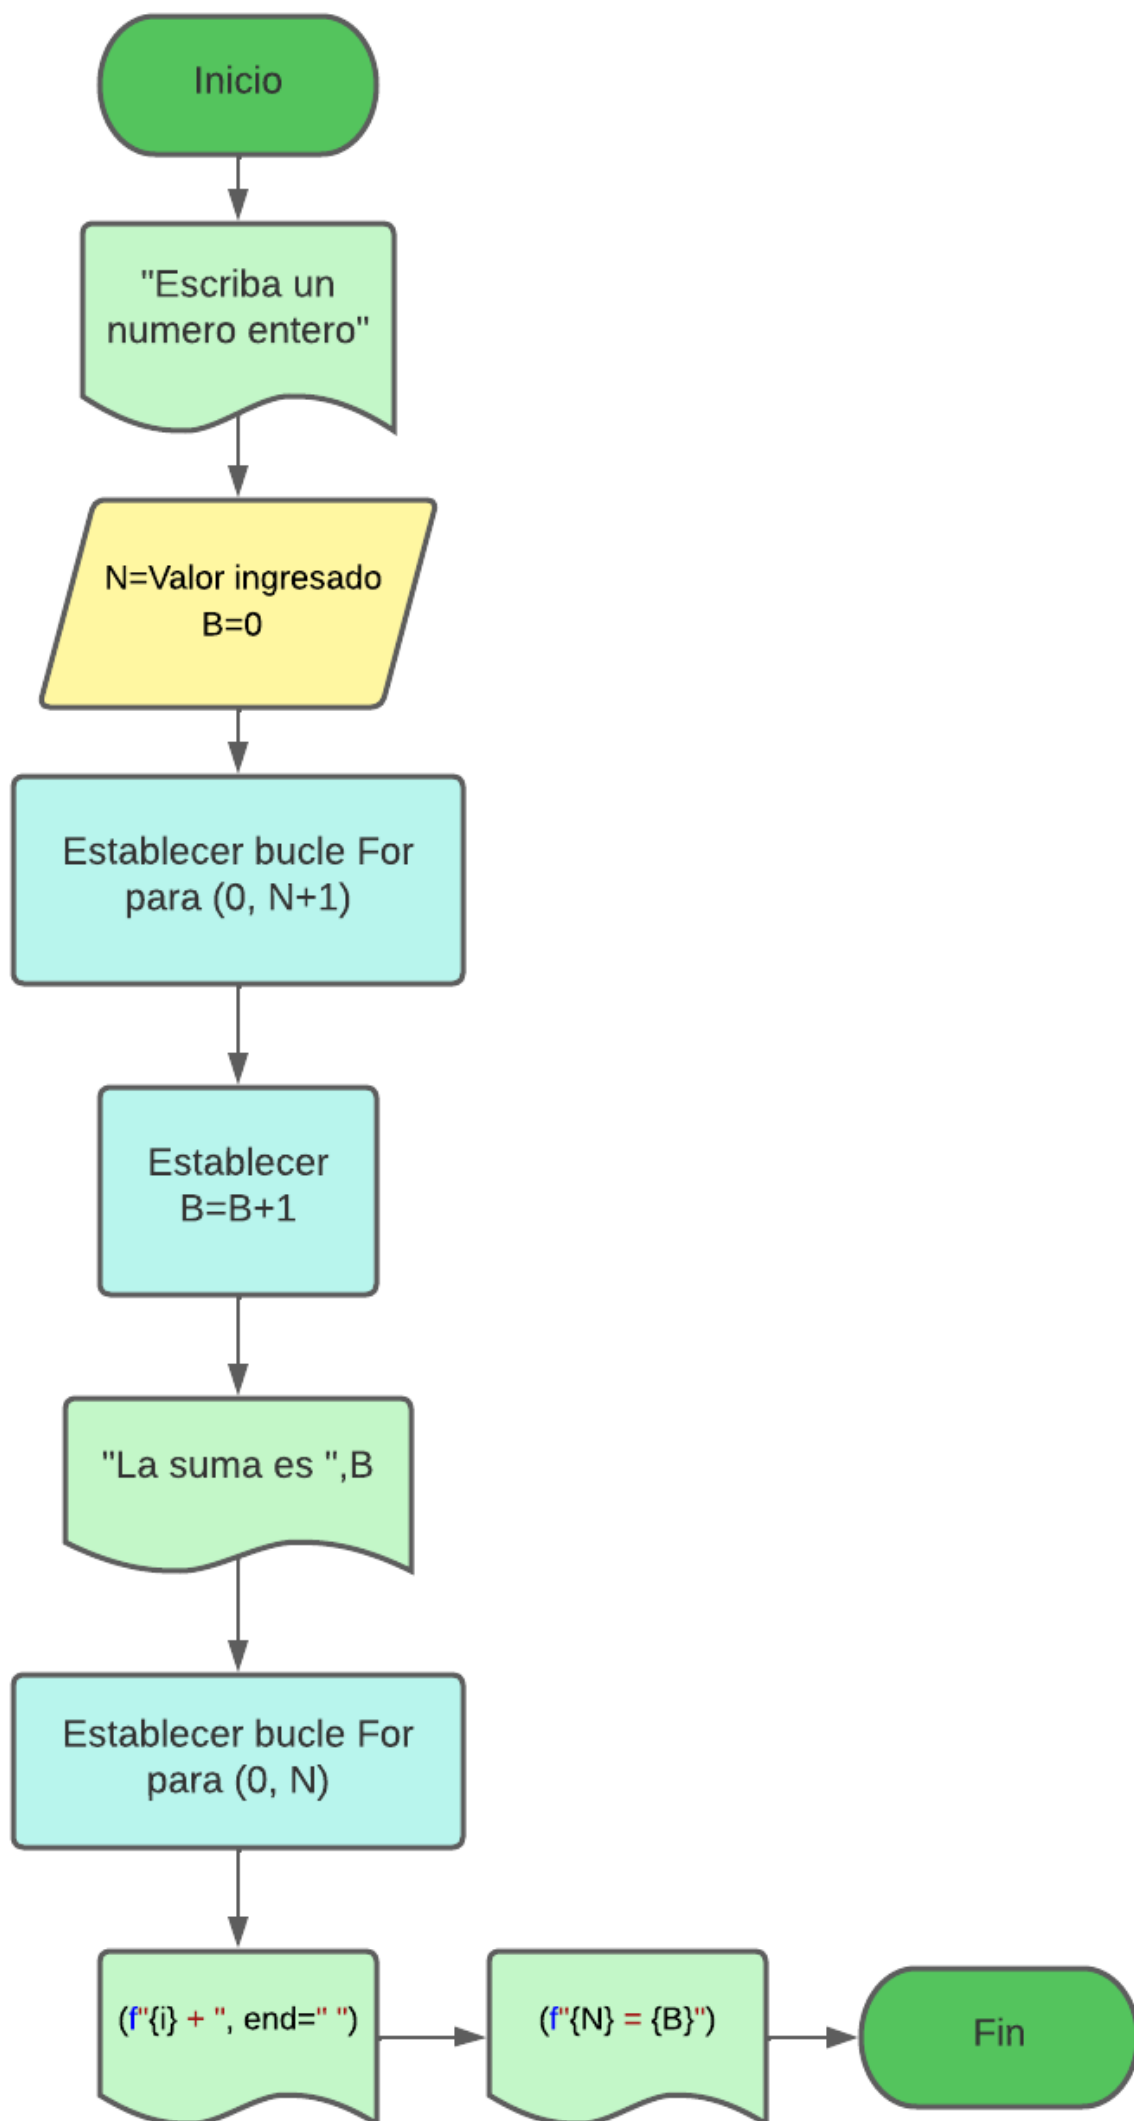 Inicio
"Escriba un
numero entero"
N=Valor ingresado
B=0
Establecer bucle For
para (0, N+1)
Establecer
B=B+1
"La suma es ",B
Establecer bucle For
para (0, N)
(f"{i} + ", end=" ")
(f"{N} = {B}")
Fin